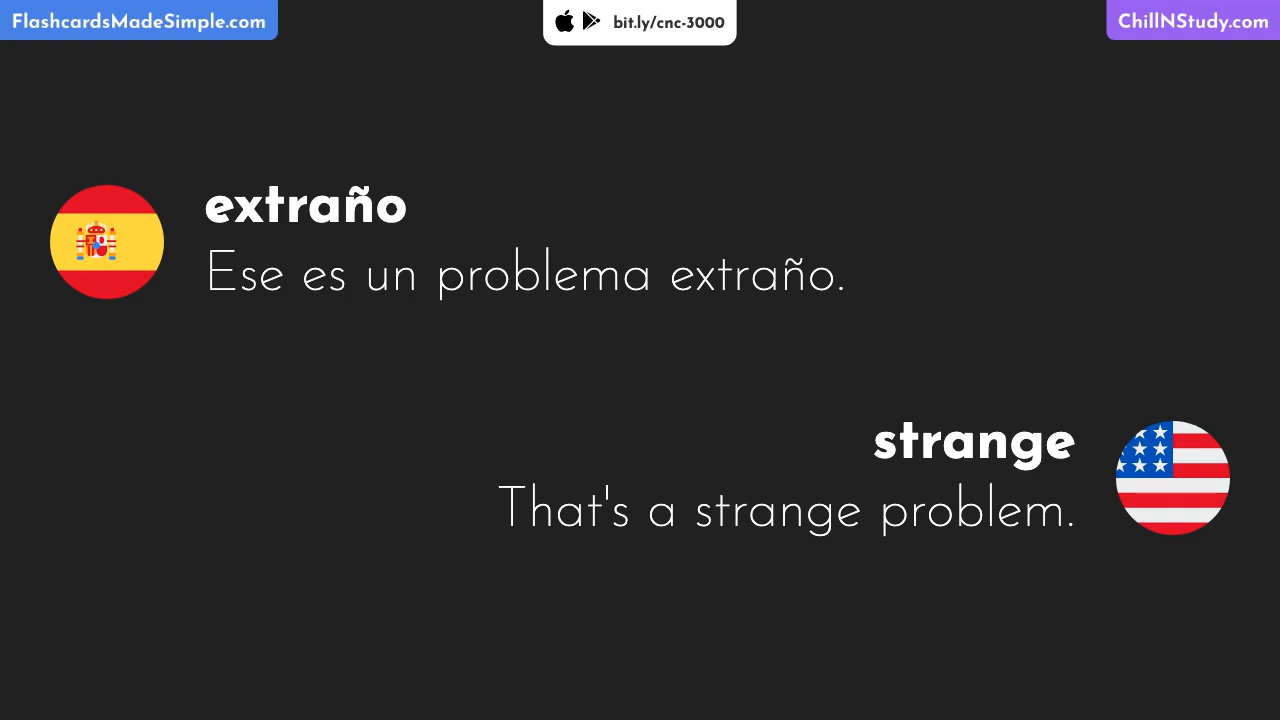 FlashcardsMadeSimple.com
bit.ly/cnc-3000
ChillNStudy.com
extraño
Ese es un problema extraño.
strange
That's a strange problem.